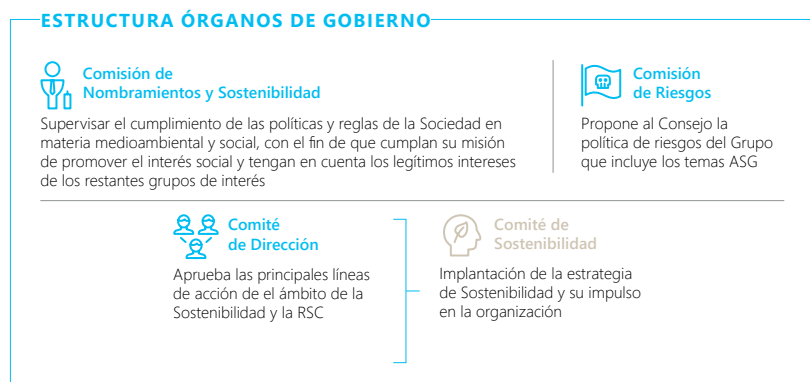 ESTRUCTURA ÓRGANOS DE GOBIERNO
Comisión de
Nombramientos y Sostenibilidad
Supervisar el cumplimiento de las políticas y reglas de la Sociedad en
materia medioambiental y social, con el fin de que cumplan su misión
de promover el interés social y tengan en cuenta los legítimos intereses
de los restantes grupos de interés
Comisión
de Riesgos
Propone al Consejo la
política de riesgos del Grupo
que incluye los temas ASG
Comité
de Dirección
Aprueba las principales líneas
de acción de el ámbito de la
Sostenibilidad y la RSC
Comité de
Sostenibilidad
Implantación de la estrategia
de Sostenibilidad y su impulso
en la organización